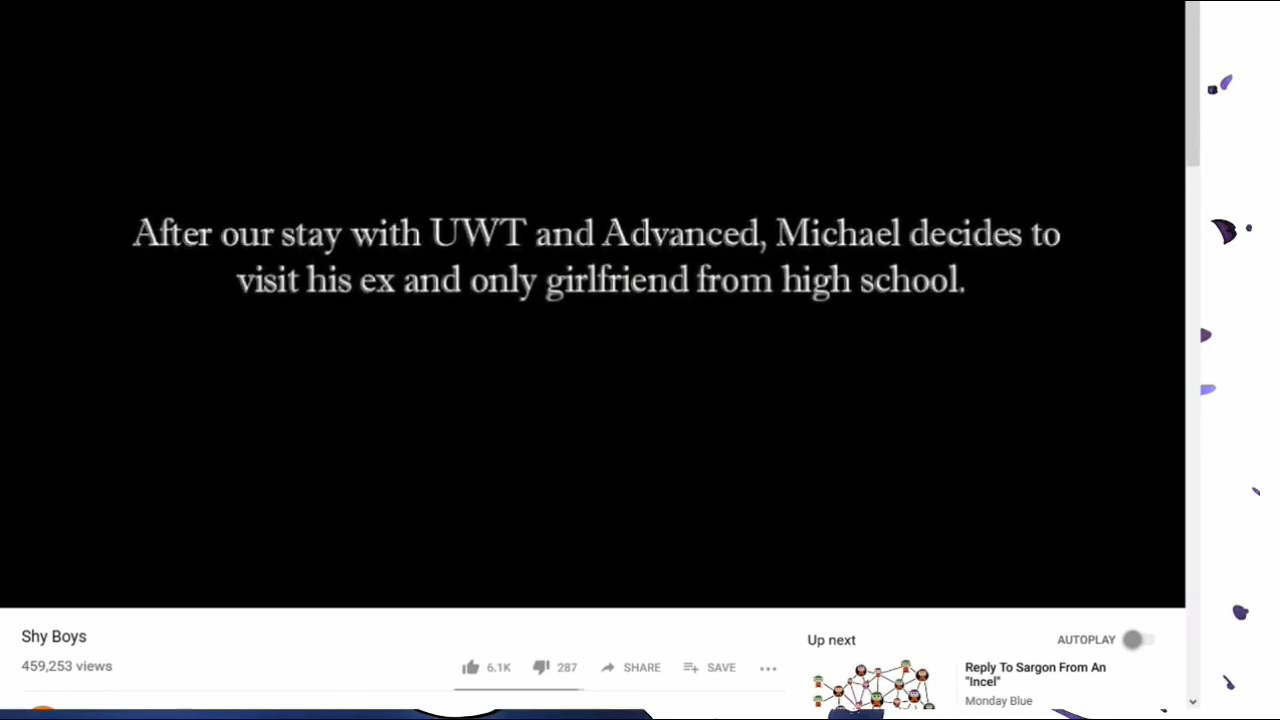 After our stay with UWT and Advanced, Michael decides to
visit his ex and only girlfriend from high school.
Shy Boys
459,253 views
6.1K
287
SHARE
SAVE
Up next
AUTOPLAY
Reply To Sargon From An
"Incel"
Monday Blue